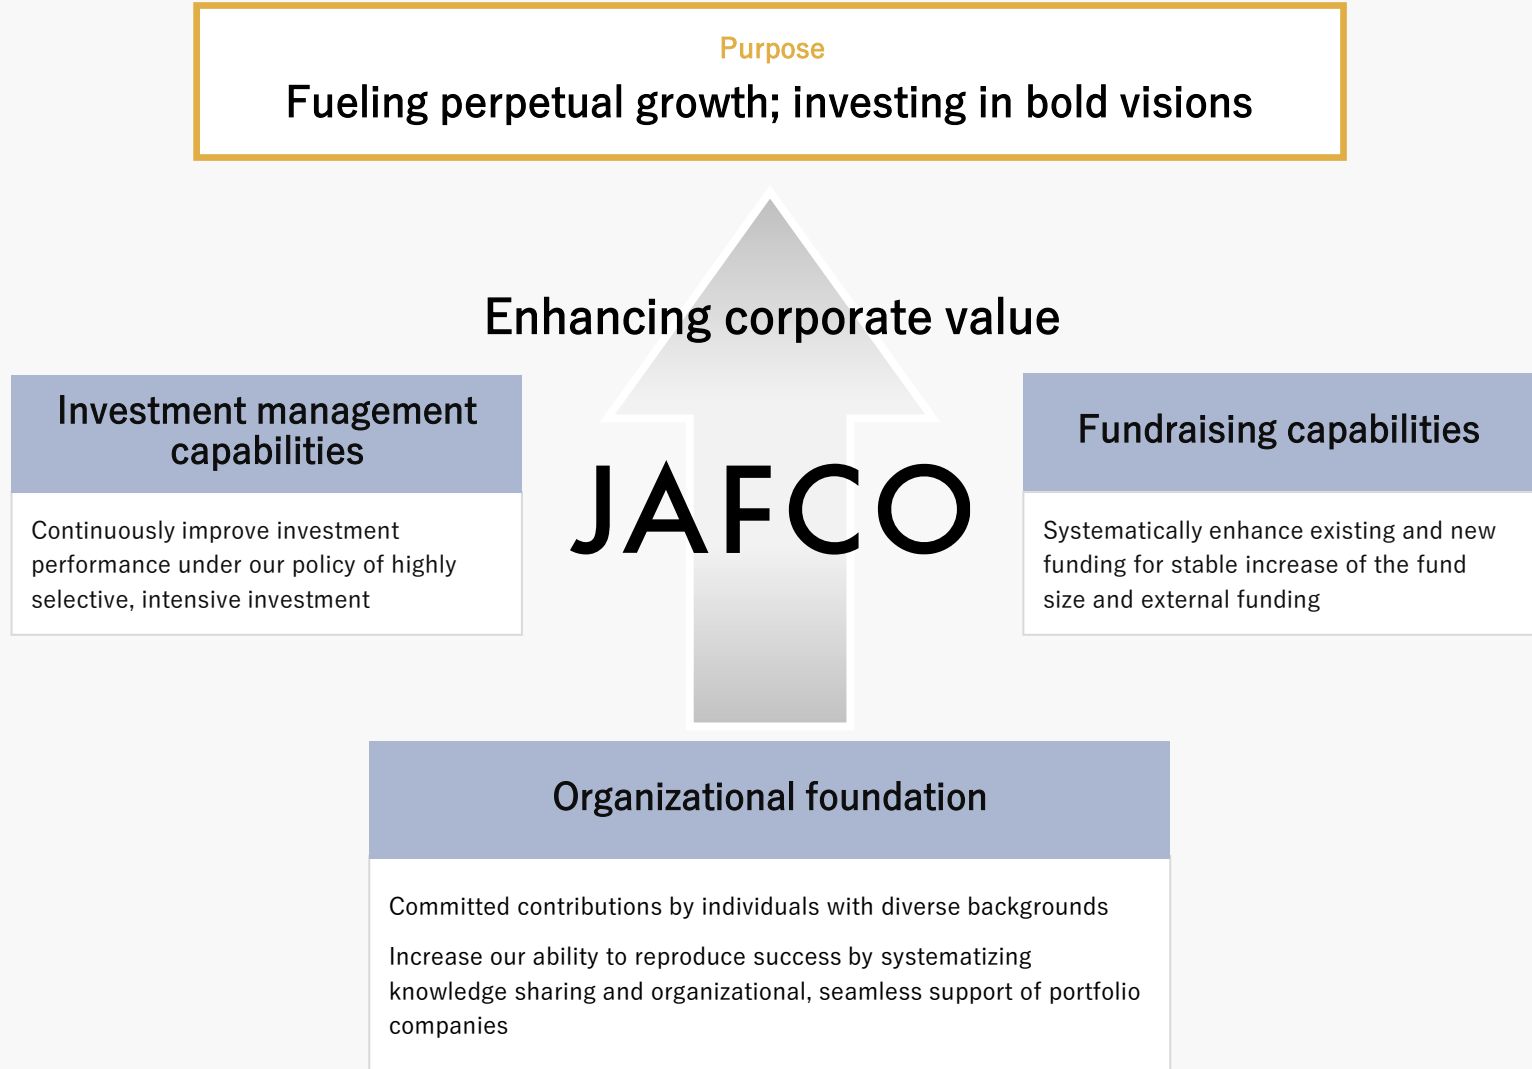 Purpose
Fueling perpetual growth; investing in bold visions
Enhancing corporate value
Investment management
capabilities
Continuously improve investment
performance under our policy of highly
selective, intensive investment
JAFCO
Fundraising capabilities
Systematically enhance existing and new
funding for stable increase of the fund
size and external funding
Organizational foundation
Committed contributions by individuals with diverse backgrounds
Increase our ability to reproduce success by systematizing
knowledge sharing and organizational, seamless support of portfolio
companies